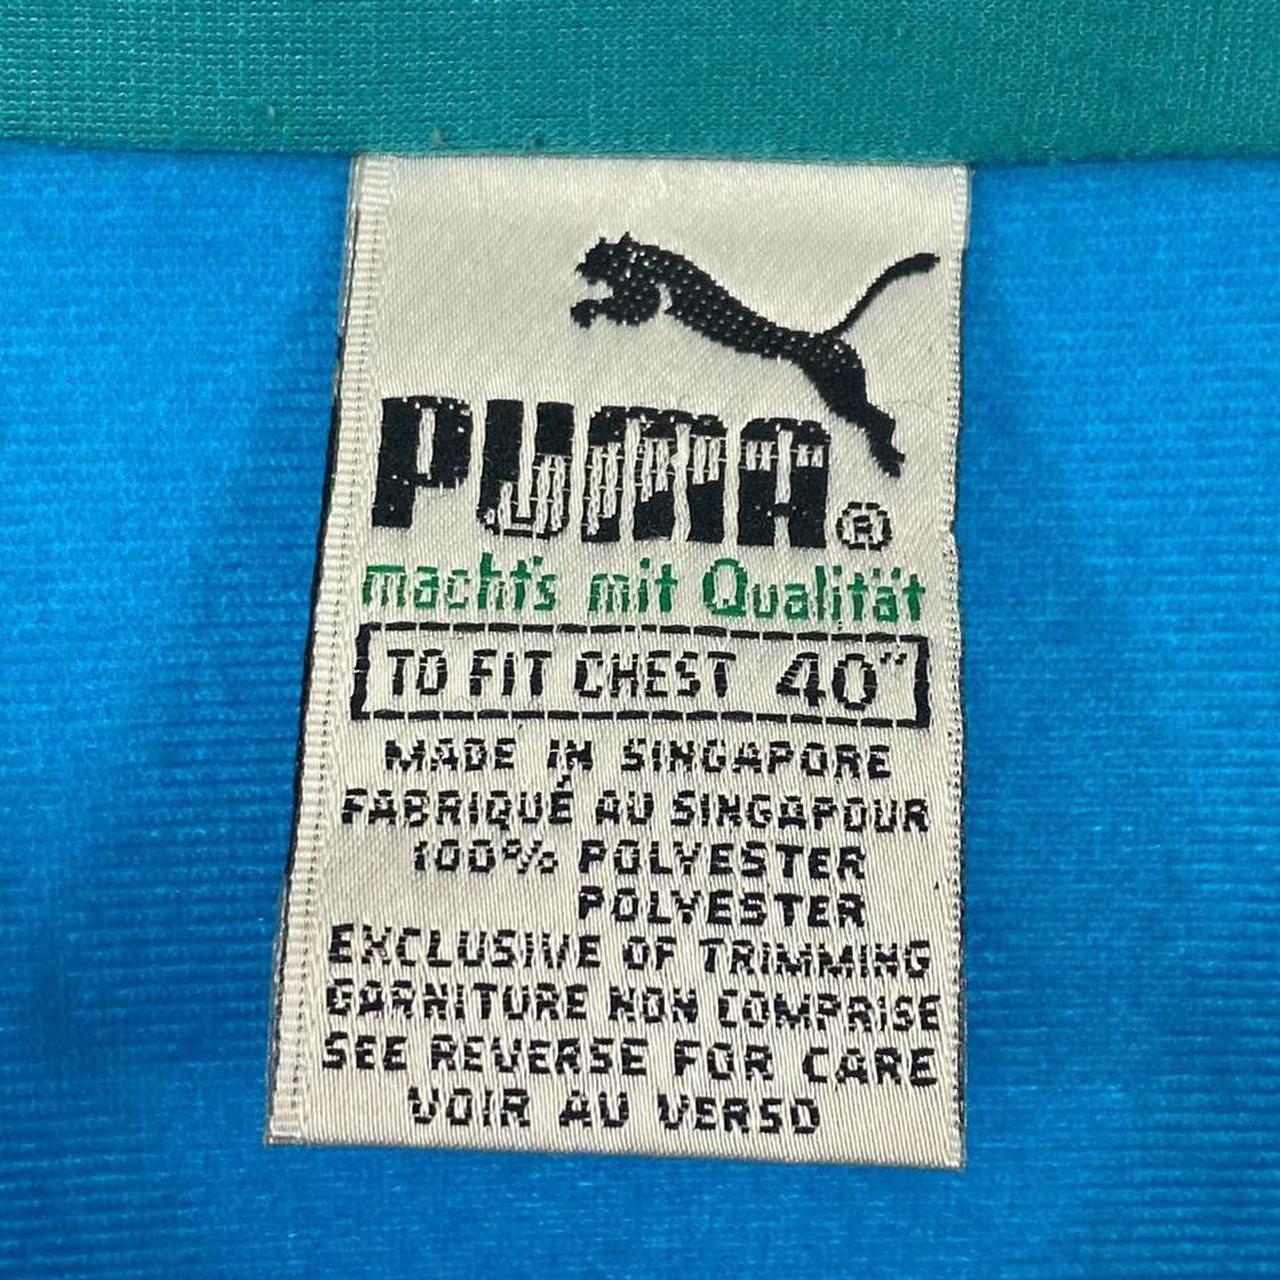 PUMA®
macht's mit Qualität
TO FIT CHEST 40"
MADE IN SINGAPORE
FABRIQUÉ AU SINGAPOUR
100% POLYESTER
POLYESTER
EXCLUSIVE OF TRIMMING
GARNITURE NON COMPRISE
SEE REVERSE FOR CARE
VOIR AU VERSO